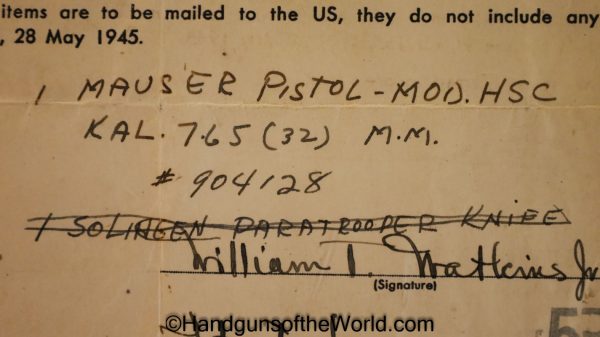 items are to be mailed to the US, they do not include any
, 28 May 1945.
1 MAUSER PISTOL - MOD. HSC
KAL. 7.65 (32) M.M.
# 904128
1 SOLINGEN PARATROOPER KNIFE
William T. Watkins Jr
(Signature)
©HandgunsoftheWorld.com